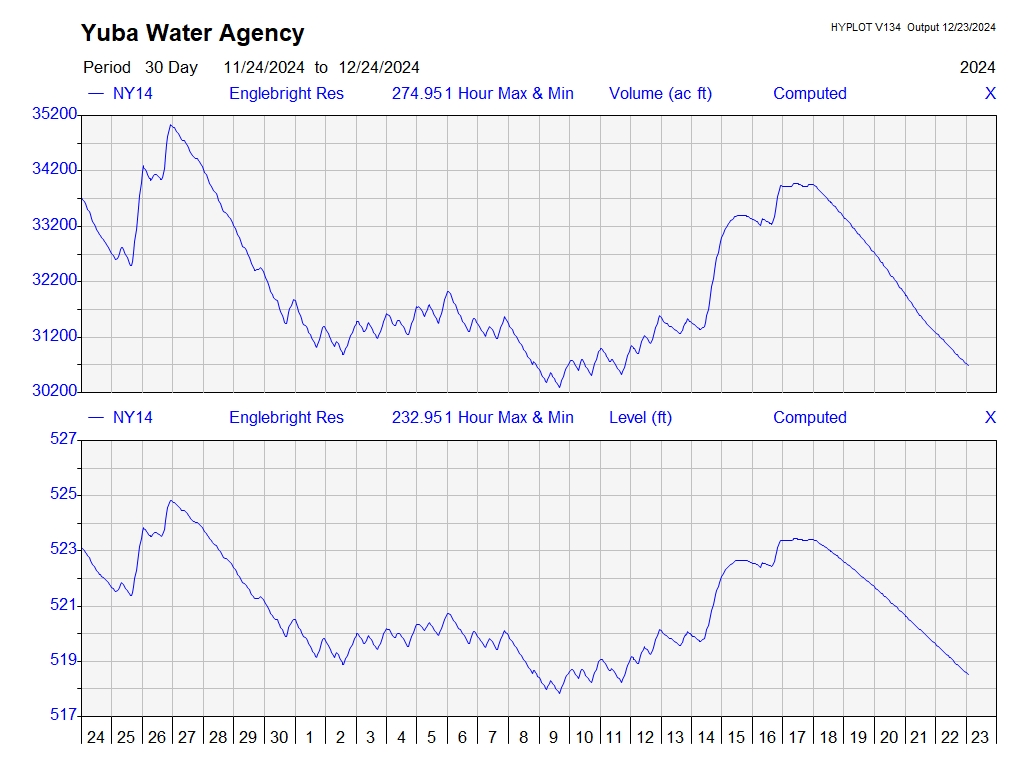 Yuba Water Agency
HYPLOT V134 Output 12/23/2024
Period 30 Day 11/24/2024 to 12/24/2024 2024
NY14 Englebright Res 274.951 Hour Max & Min Volume (ac ft) Computed X
35200
34200
33200
32200
31200
30200
NY14 Englebright Res 232.951 Hour Max & Min Level (ft) Computed X
527
525
523
521
519
517
24 25 26 27 28 29 30 1 2 3 4 5 6 7 8 9 10 11 12 13 14 15 16 17 18 19 20 21 22 23